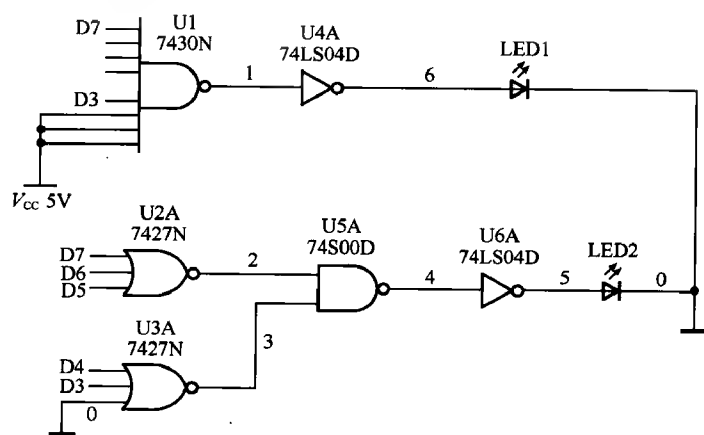 U1
7430N
D7
D3
1
U4A
74LS04D
6
LED1
V_CC 5V
U2A
7427N
D7
D6
D5
2
U5A
74S00D
4
U6A
74LS04D
5
LED2
0
U3A
7427N
D4
D3
0
3